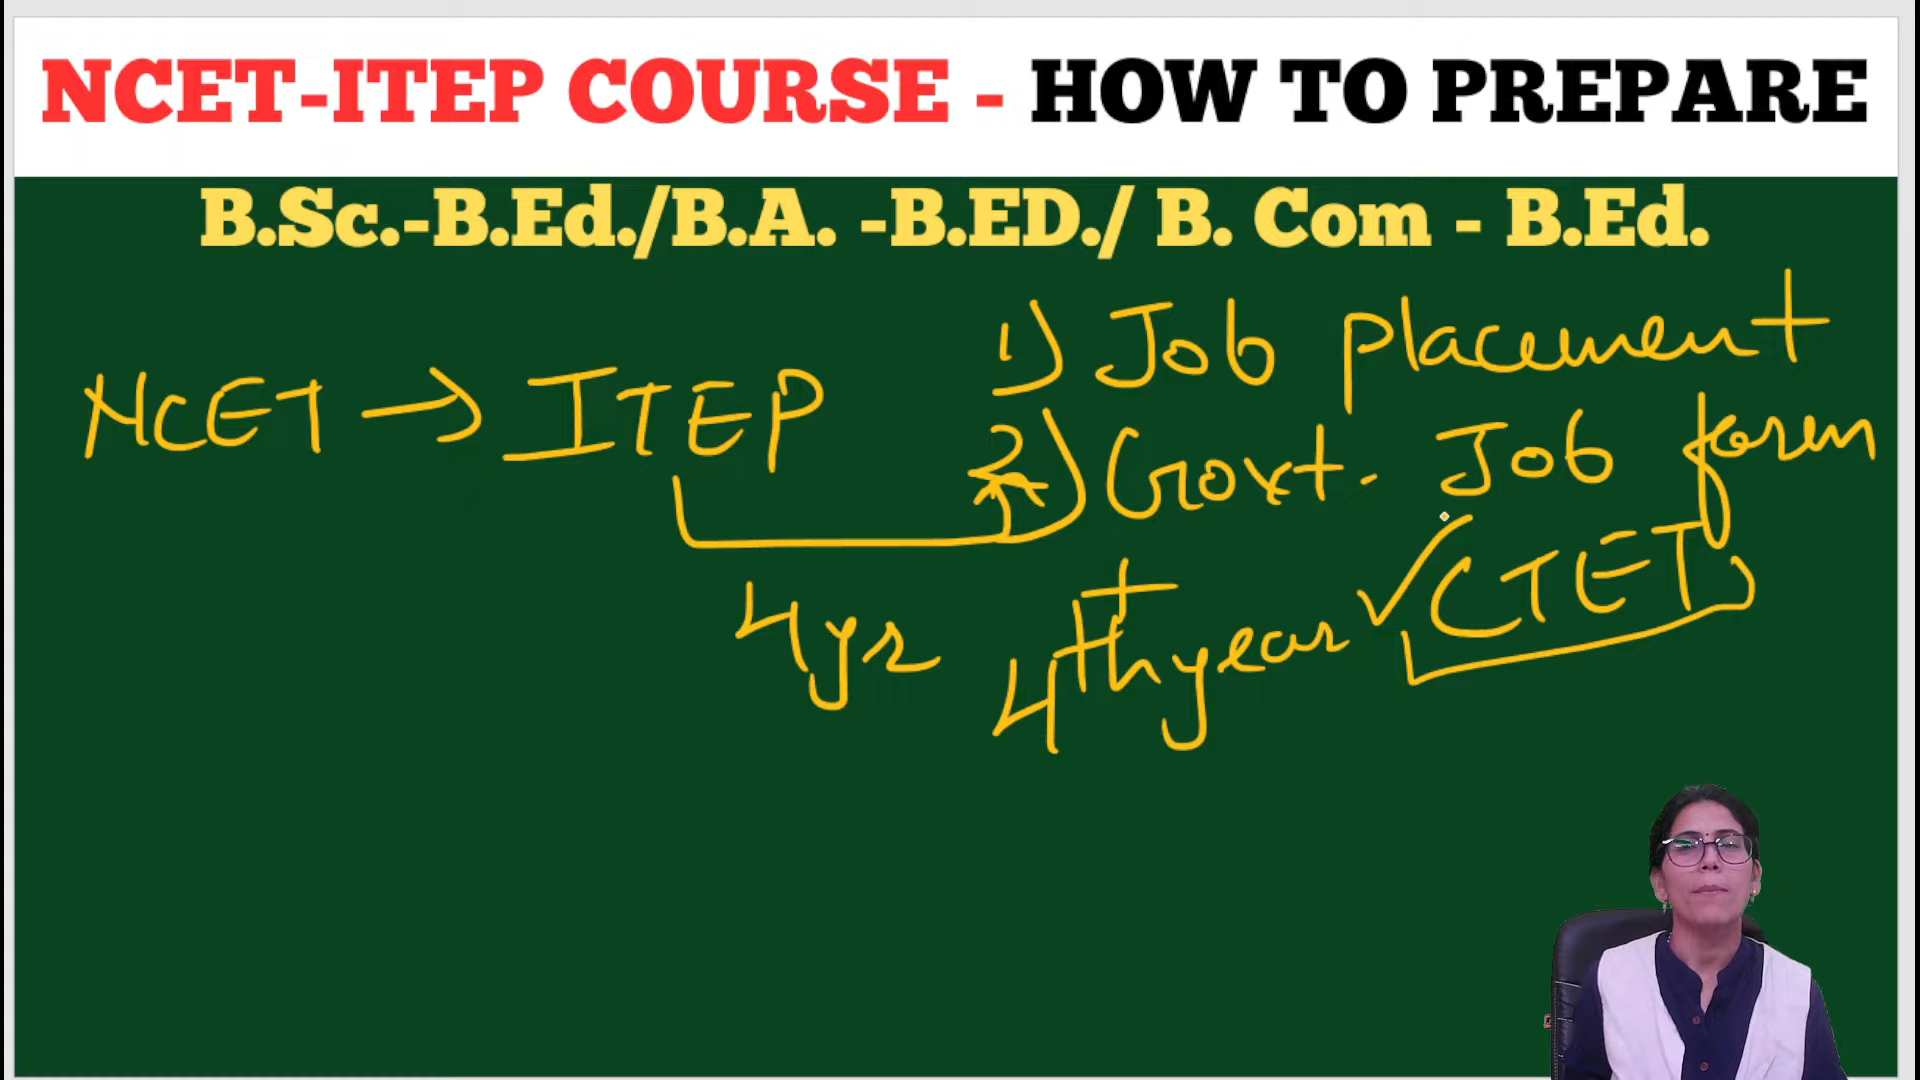 NCET-ITEP COURSE - HOW TO PREPARE
B.Sc.-B.Ed./B.A. -B.ED./ B. Com - B.Ed.
NCET → ITEP
1) Job placement
2) Govt. Job form
4yr
+
4th year ✓ CTET